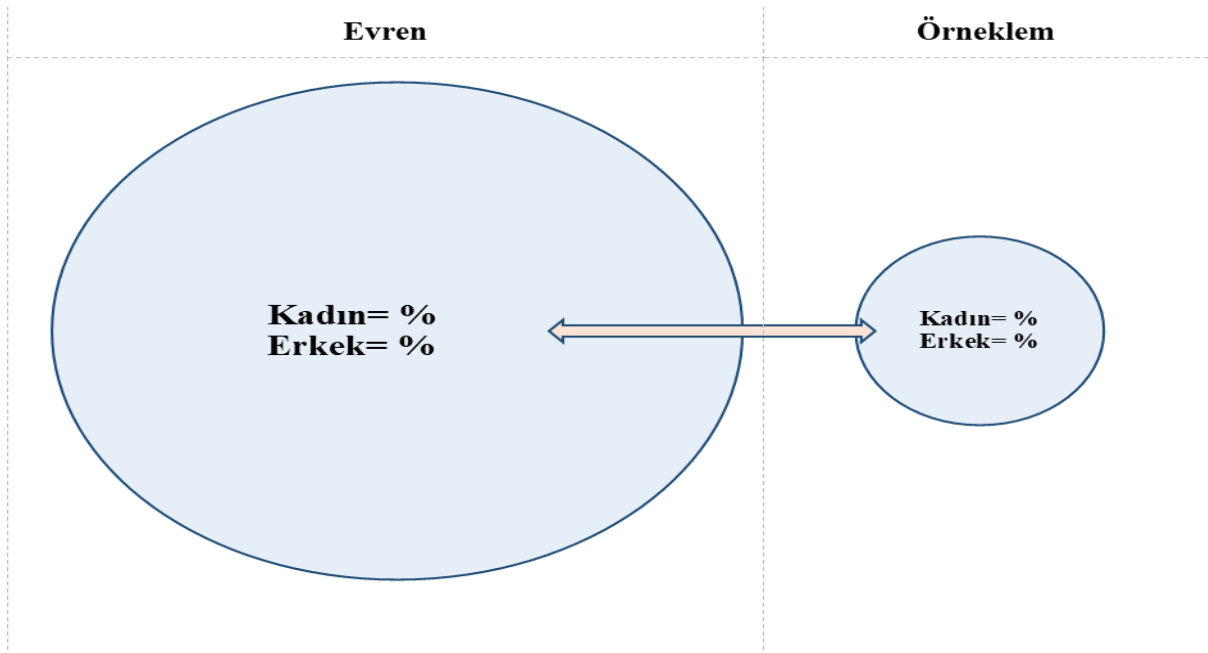 Evren
Örneklem
Kadın= %
Erkek= %
Kadın= %
Erkek= %